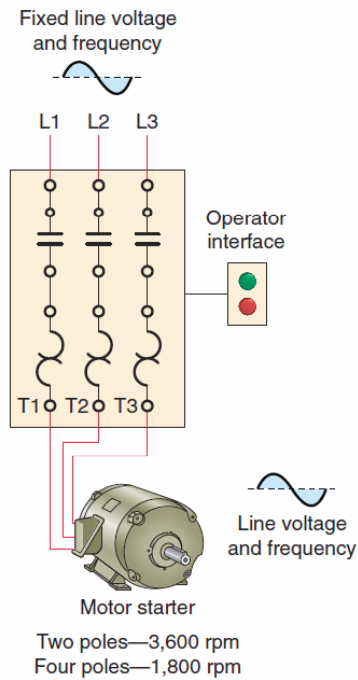 Fixed line voltage
and frequency
L1 L2 L3
Operator
interface
T1 T2 T3
Line voltage
and frequency
Motor starter
Two poles—3,600 rpm
Four poles—1,800 rpm